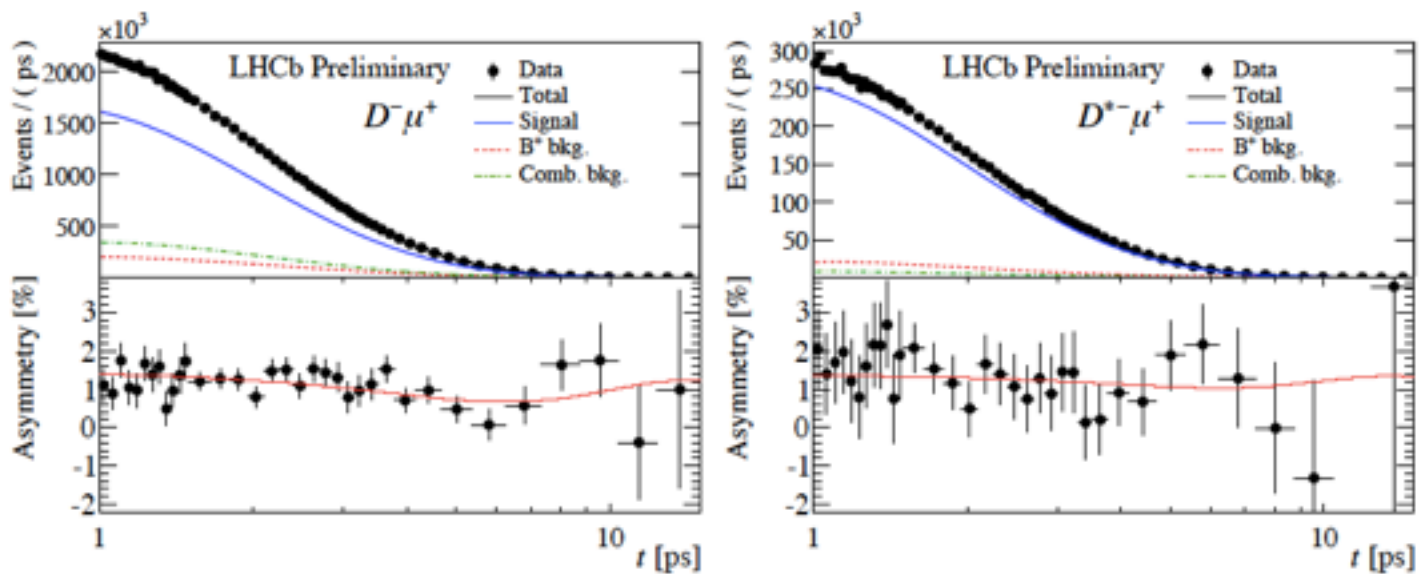 ×10³
Events / ( ps )
2000
1500
1000
500
LHCb Preliminary
D⁻μ⁺
Data
Total
Signal
B⁺ bkg.
Comb. bkg.
Asymmetry [%]
3
2
1
0
-1
-2
1
10
t [ps]
×10³
Events / ( ps )
300
250
200
150
100
50
LHCb Preliminary
D*⁻μ⁺
Data
Total
Signal
B⁺ bkg.
Comb. bkg.
Asymmetry [%]
3
2
1
0
-1
-2
1
10
t [ps]